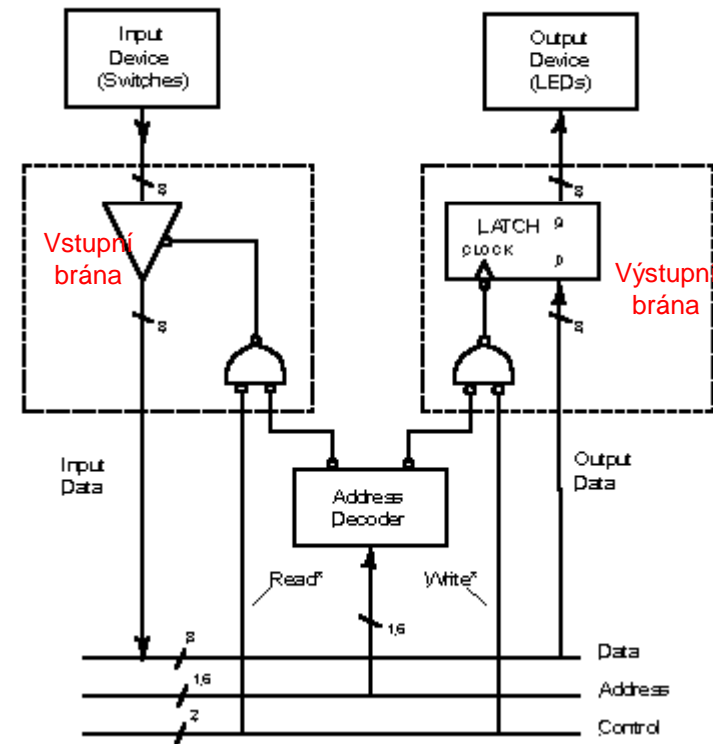 Input
Device
(Switches)
Output
Device
(LEDs)
8
8
Vstupní
brána
LATCH
Q
CLOCK
D
Výstupní
brána
8
8
Input
Data
Output
Data
Address
Decoder
Read*
Write*
16
8
Data
16
Address
2
Control